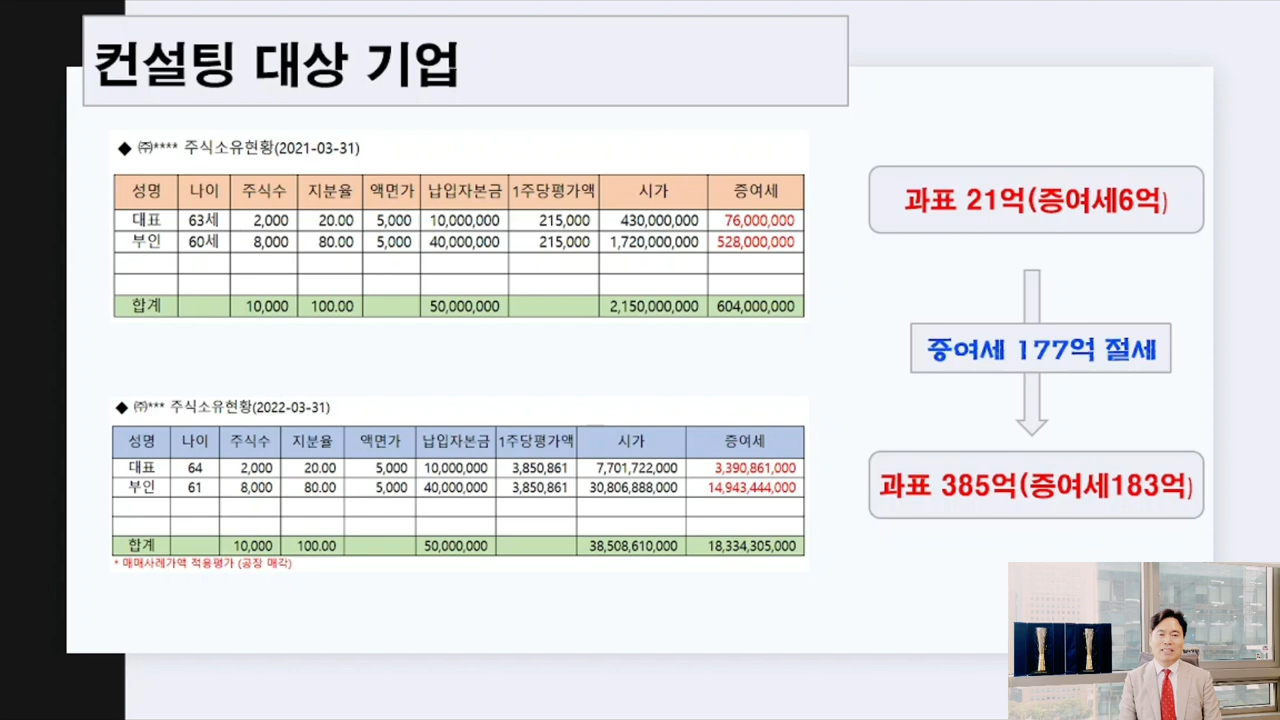 컨설팅 대상 기업
◆ ㈜**** 주식소유현황(2021-03-31)
성명 나이 주식수 지분율 액면가 납입자본금 1주당평가액 시가 증여세
대표 63세 2,000 20.00 5,000 10,000,000 215,000 430,000,000 76,000,000
부인 60세 8,000 80.00 5,000 40,000,000 215,000 1,720,000,000 528,000,000
합계 10,000 100.00 50,000,000 2,150,000,000 604,000,000
과표 21억(증여세6억)
증여세 177억 절세
과표 385억(증여세183억)
◆ ㈜*** 주식소유현황(2022-03-31)
성명 나이 주식수 지분율 액면가 납입자본금 1주당평가액 시가 증여세
대표 64 2,000 20.00 5,000 10,000,000 3,850,861 7,701,722,000 3,390,861,000
부인 61 8,000 80.00 5,000 40,000,000 3,850,861 30,806,888,000 14,943,444,000
합계 10,000 100.00 50,000,000 38,508,610,000 18,334,305,000
* 매매사례가액 적용평가 (공장 매각)